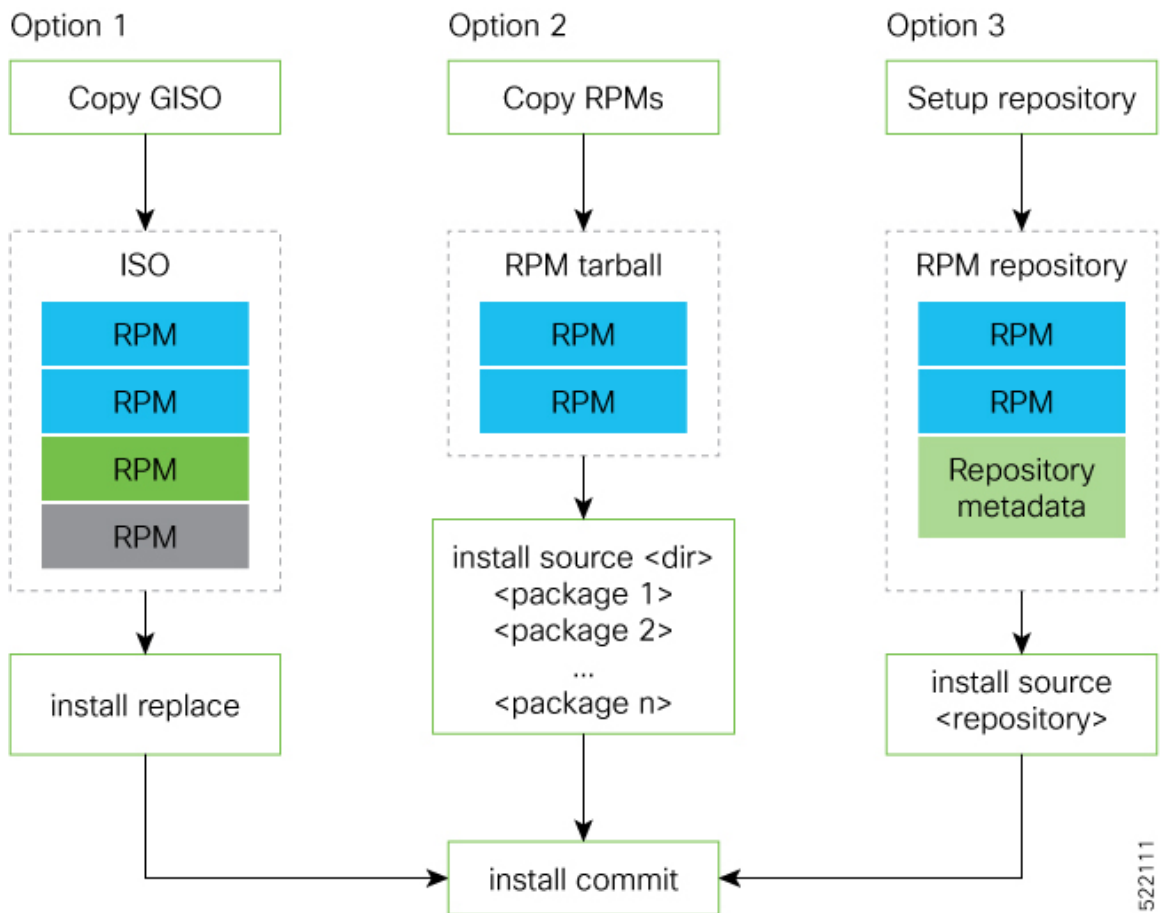 Option 1
Copy GISO
ISO
RPM
RPM
RPM
RPM
install replace
Option 2
Copy RPMs
RPM tarball
RPM
RPM
install source <dir>
<package 1>
<package 2>
...
<package n>
Option 3
Setup repository
RPM repository
RPM
RPM
Repository
metadata
install source
<repository>
install commit
522111